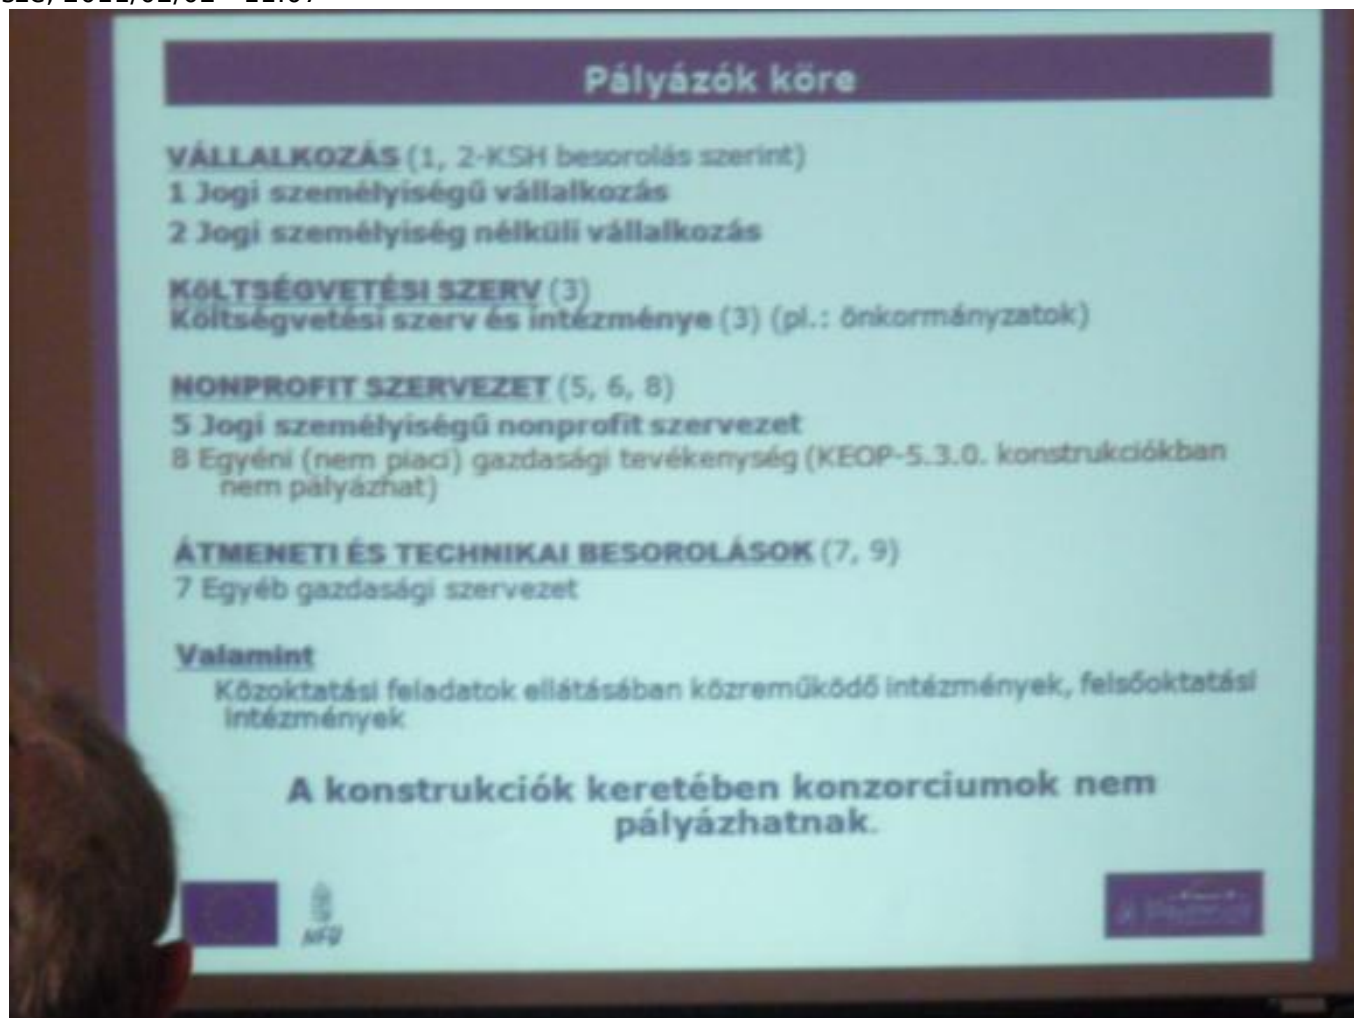 Pályázók köre
VÁLLALKOZÁS (1, 2-KSH besorolás szerint)
1 Jogi személyiségű vállalkozás
2 Jogi személyiség nélküli vállalkozás
KöLTSÉGVETÉSI SZERV (3)
Költségvetési szerv és intézménye (3) (pl.: önkormányzatok)
NONPROFIT SZERVEZET (5, 6, 8)
5 Jogi személyiségű nonprofit szervezet
8 Egyéni (nem piaci) gazdasági tevékenység (KEOP-5.3.0. konstrukciókban
nem pályázhat)
ÁTMENETI ÉS TECHNIKAI BESOROLÁSOK (7, 9)
7 Egyéb gazdasági szervezet
Valamint
Közoktatási feladatok ellátásában közreműködő intézmények, felsőoktatási
intézmények
A konstrukciók keretében konzorciumok nem
pályázhatnak.
NFÜ